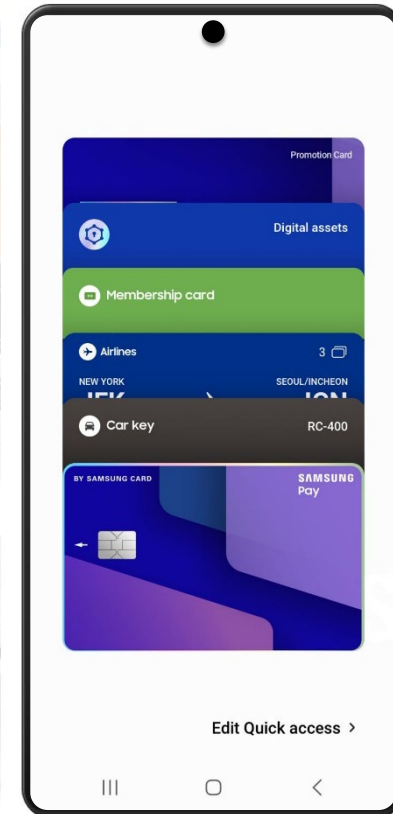 Promotion Card
Digital assets
Membership card
Airlines 3
NEW YORK SEOUL/INCHEON
Car key RC-400
BY SAMSUNG CARD SAMSUNG
Pay
Edit Quick access >